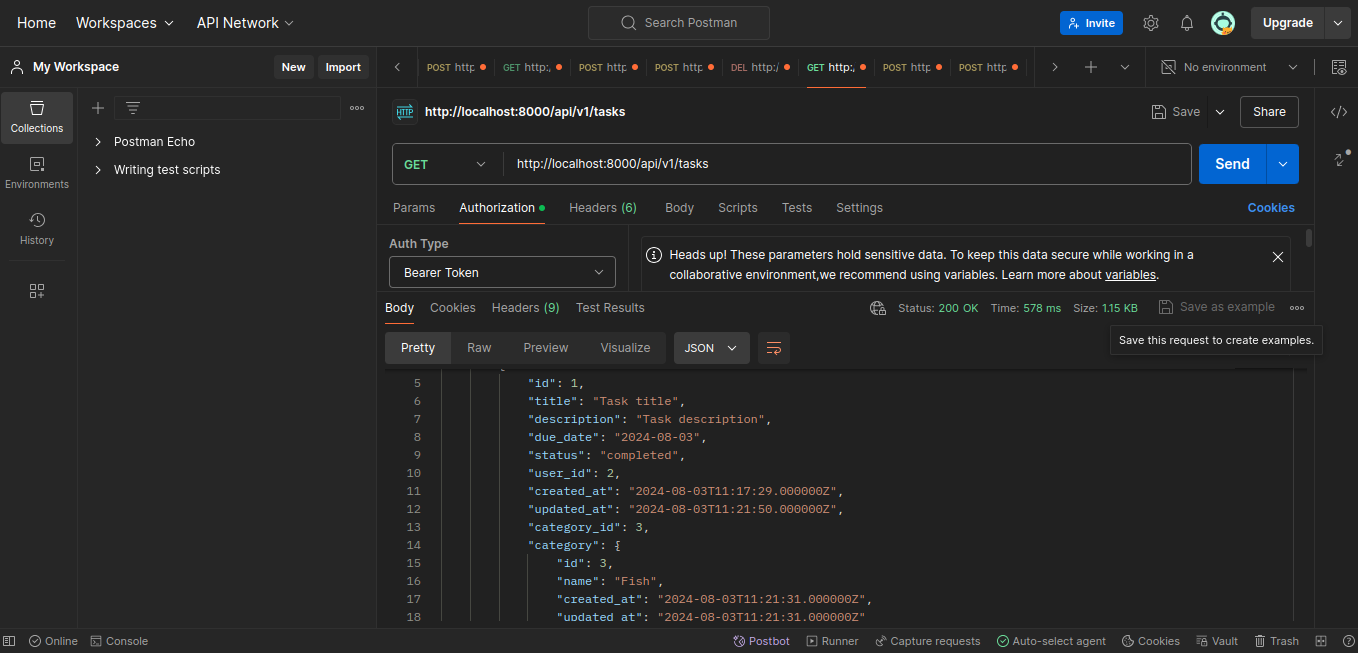 Home Workspaces API Network Search Postman Invite Upgrade
My Workspace New Import
POST http GET http:, POST http POST http DEL http:/ GET http:, POST http POST http No environment
Collections
Environments
History
Postman Echo
Writing test scripts
HTTP http://localhost:8000/api/v1/tasks Save Share
GET http://localhost:8000/api/v1/tasks Send
Params Authorization Headers (6) Body Scripts Tests Settings Cookies
Auth Type
Bearer Token
Heads up! These parameters hold sensitive data. To keep this data secure while working in a
collaborative environment,we recommend using variables. Learn more about variables.
Body Cookies Headers (9) Test Results Status: 200 OK Time: 578 ms Size: 1.15 KB Save as example
Save this request to create examples.
Pretty Raw Preview Visualize JSON
5 "id": 1,
6 "title": "Task title",
7 "description": "Task description",
8 "due_date": "2024-08-03",
9 "status": "completed",
10 "user_id": 2,
11 "created_at": "2024-08-03T11:17:29.000000Z",
12 "updated_at": "2024-08-03T11:21:50.000000Z",
13 "category_id": 3,
14 "category": {
15 "id": 3,
16 "name": "Fish",
17 "created_at": "2024-08-03T11:21:31.000000Z",
18 "updated_at": "2024-08-03T11:21:31.000000Z"
Online Console Postbot Runner Capture requests Auto-select agent Cookies Vault Trash